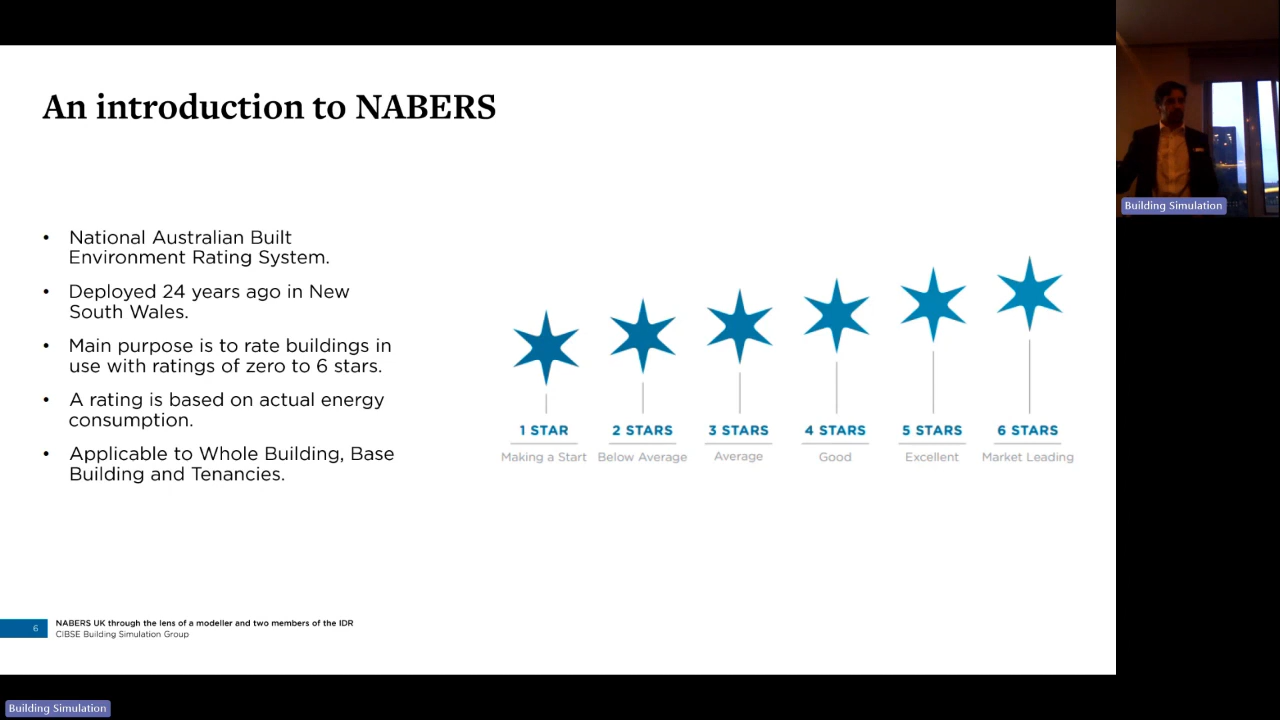 An introduction to NABERS
• National Australian Built
Environment Rating System.
• Deployed 24 years ago in New
South Wales.
• Main purpose is to rate buildings in
use with ratings of zero to 6 stars.
• A rating is based on actual energy
consumption.
• Applicable to Whole Building, Base
Building and Tenancies.
1 STAR 2 STARS 3 STARS 4 STARS 5 STARS 6 STARS
Making a Start Below Average Average Good Excellent Market Leading
6
NABERS UK through the lens of a modeller and two members of the IDR
CIBSE Building Simulation Group
Building Simulation
Building Simulation